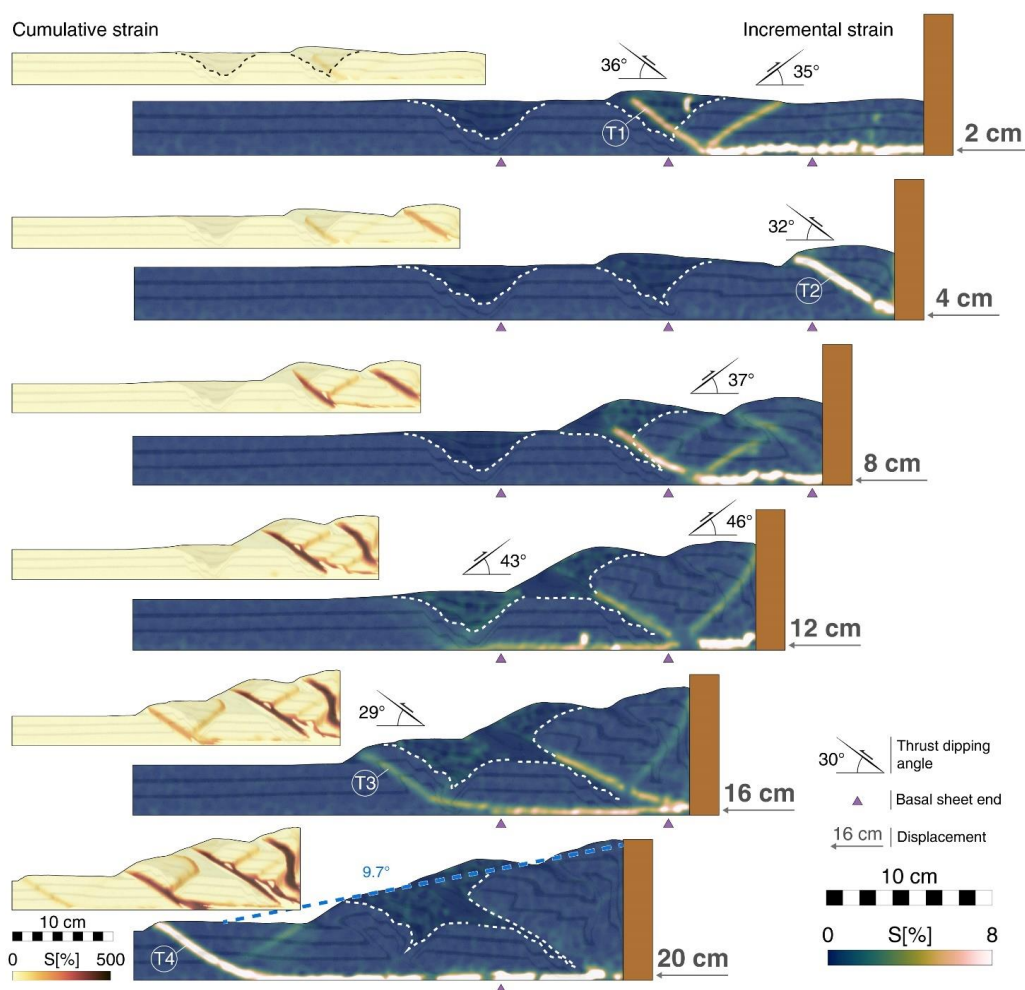 Cumulative strain
Incremental strain
36°
35°
T1
2 cm
32°
T2
4 cm
37°
8 cm
43°
46°
12 cm
29°
T3
16 cm
30°
Thrust dipping
angle
Basal sheet end
16 cm
Displacement
9.7°
10 cm
10 cm
0
S[%]
500
T4
20 cm
0
S[%]
8